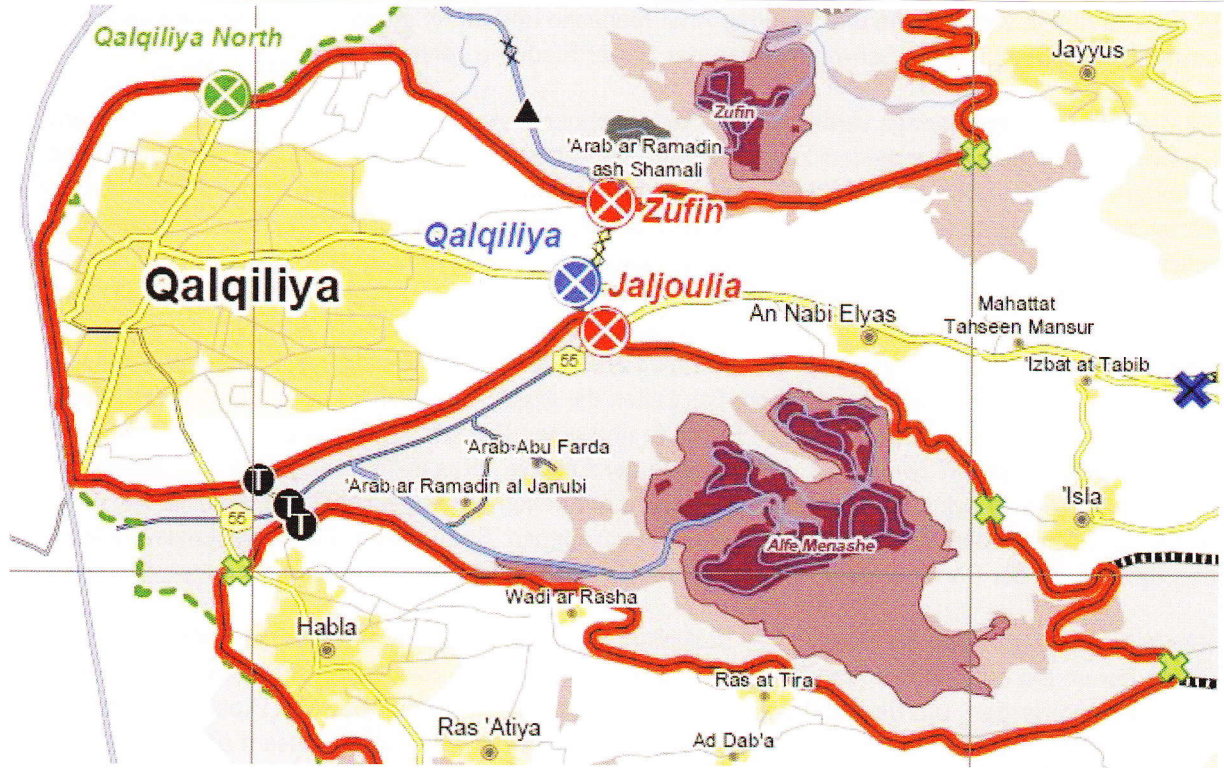 Qalqiliya North
Jayyus
Zufin
'Arab ar Ramadin
ash Shamali
Zufin
Qalqiliya
Qalqiliya
Jaljoulia
An Nabi Elyas
Mahattat
Tahseen Mansur
'Izbat at Tabib
55
'Arab Abu Farda
'Arab ar Ramadin al Janubi
'Isla
T
T
T
55
Alfe Menashe
Wadi ar Rasha
Habla
Ras at Tira
Ras 'Atiya
Ad Dab'a